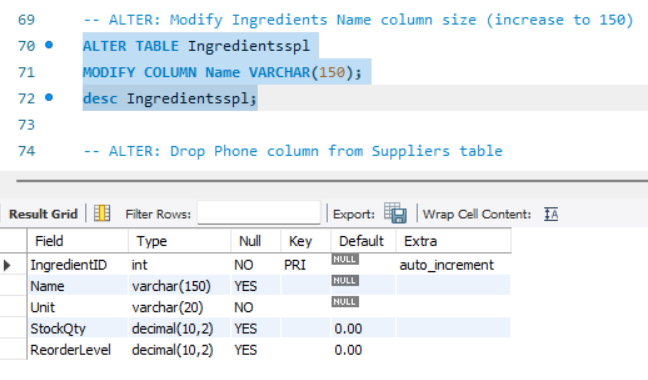 69 -- ALTER: Modify Ingredients Name column size (increase to 150)
70 ALTER TABLE Ingredientsspl
71 MODIFY COLUMN Name VARCHAR(150);
72 desc Ingredientsspl;
73
74 -- ALTER: Drop Phone column from Suppliers table
Result Grid Filter Rows: Export: Wrap Cell Content: IA
Field Type Null Key Default Extra
IngredientID int NO PRI NULL auto_increment
Name varchar(150) YES NULL
Unit varchar(20) NO NULL
StockQty decimal(10,2) YES 0.00
ReorderLevel decimal(10,2) YES 0.00